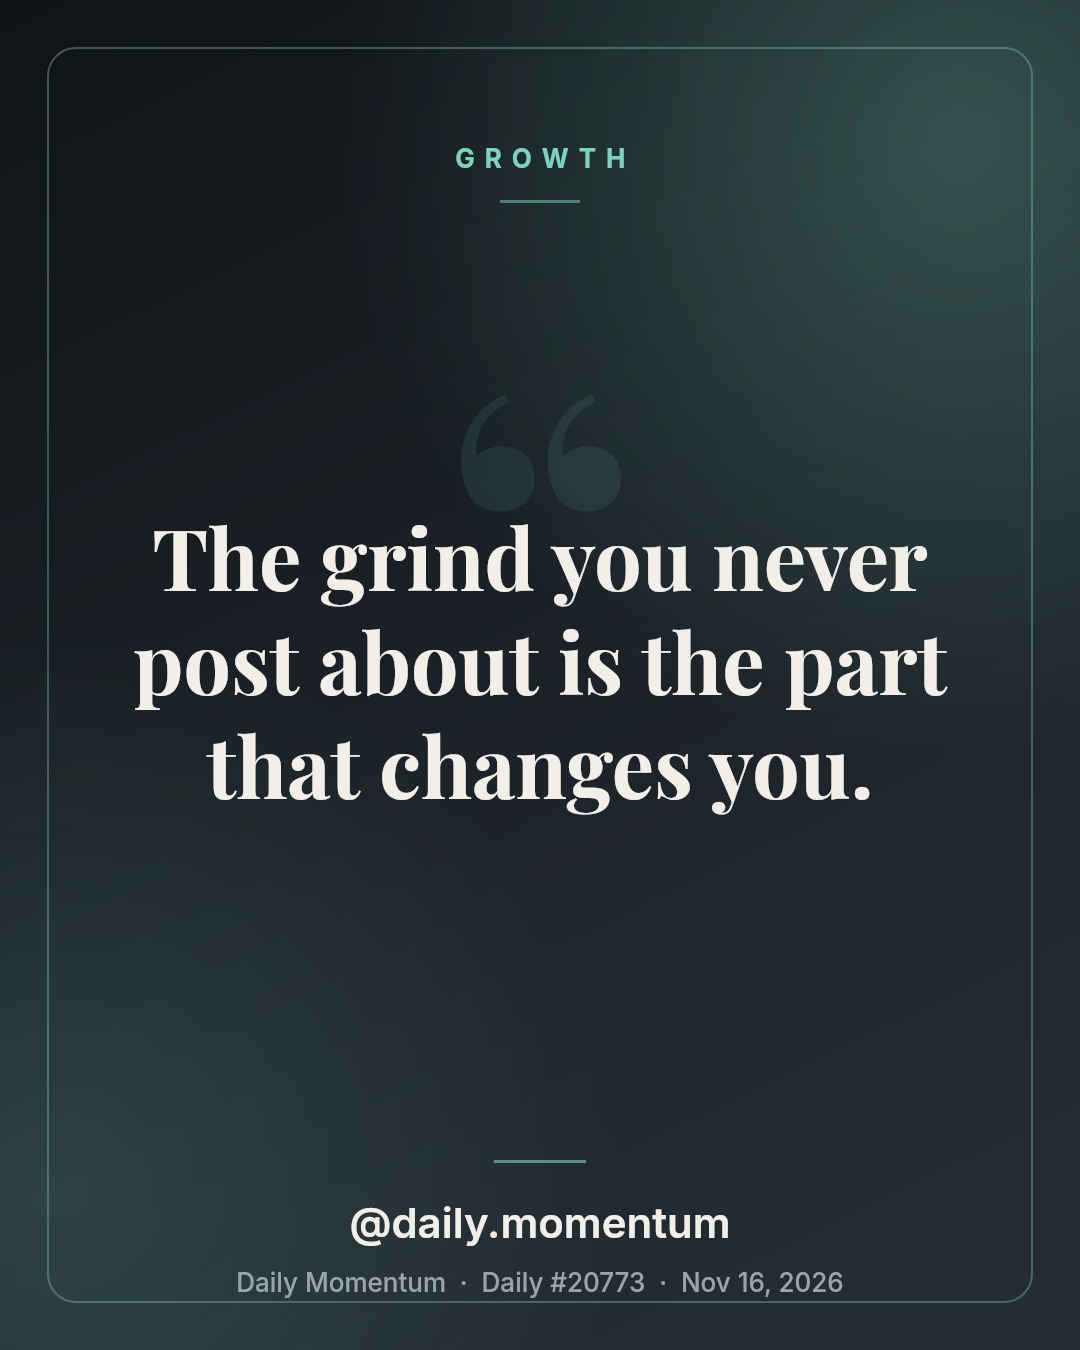 GROWTH
“
The grind you never
post about is the part
that changes you.
@daily.momentum
Daily Momentum · Daily #20773 · Nov 16, 2026